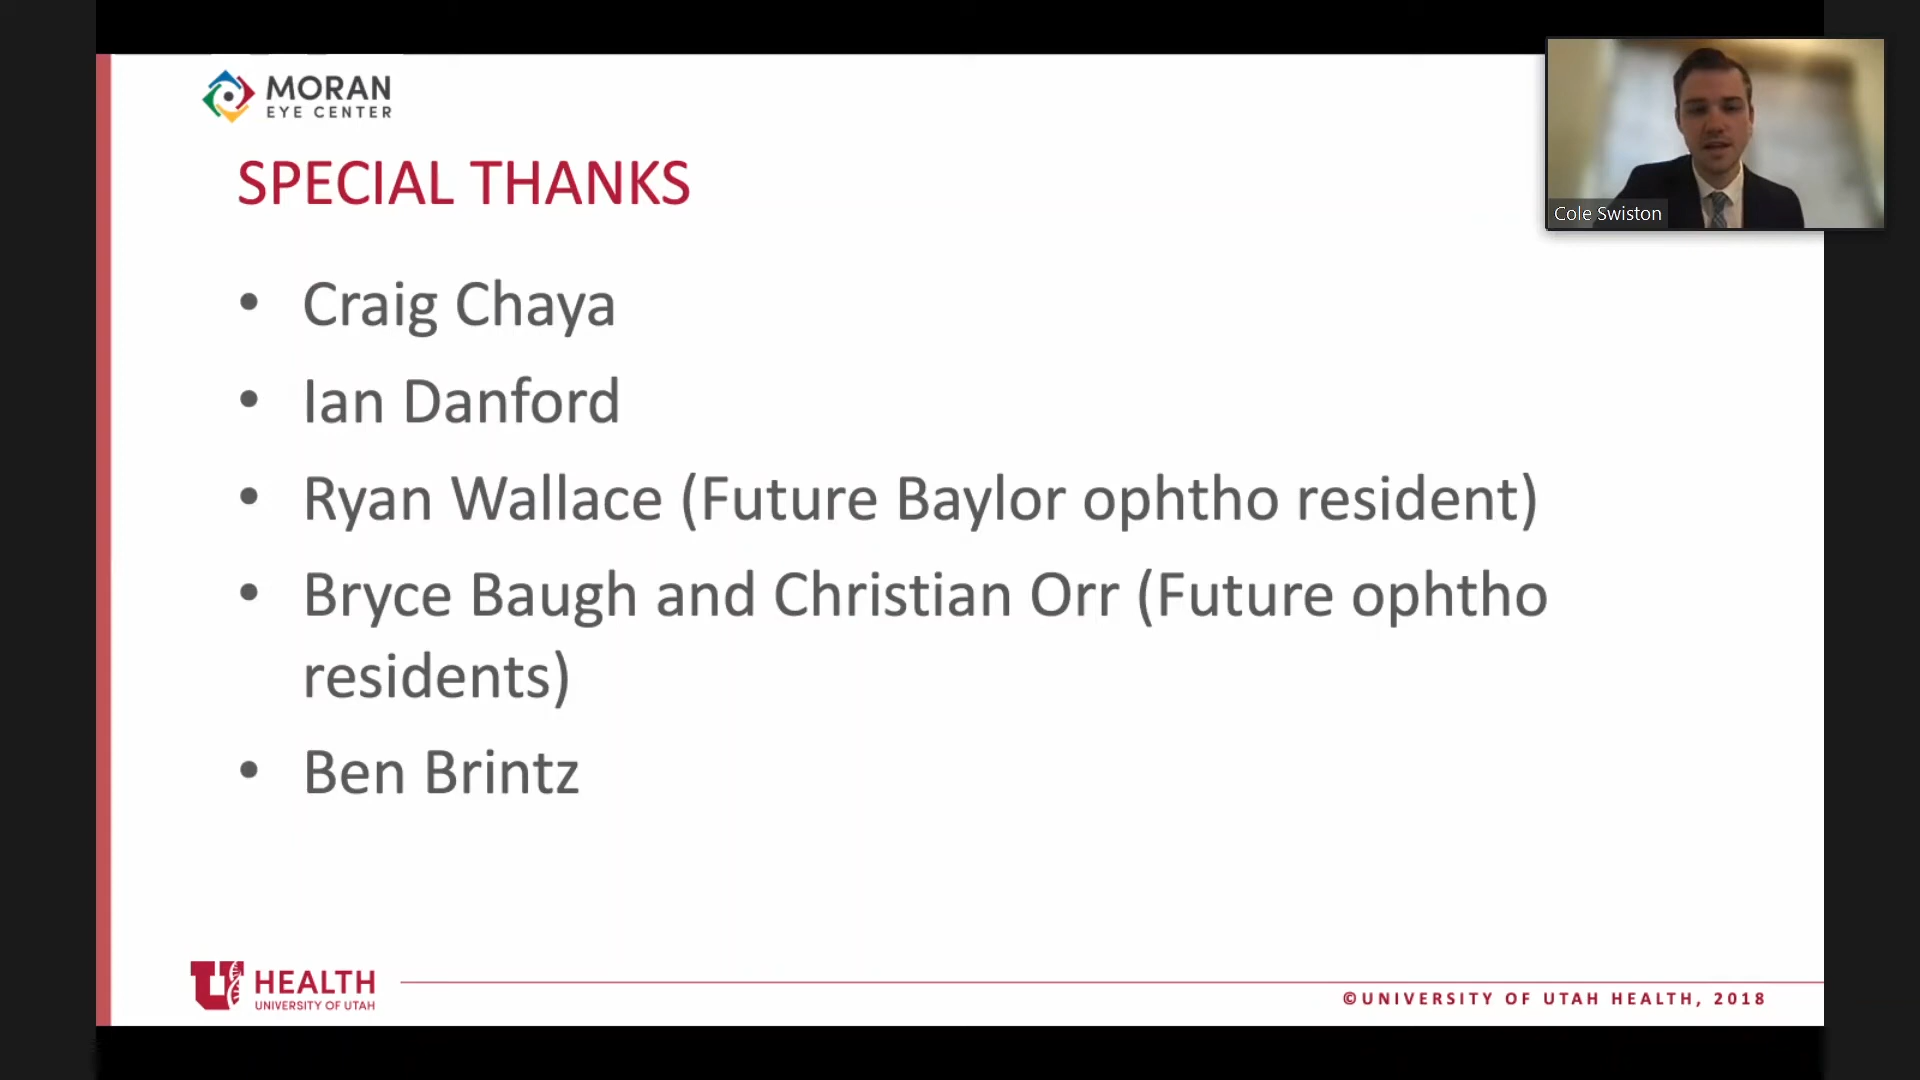 MORAN
EYE CENTER
SPECIAL THANKS
• Craig Chaya
• Ian Danford
• Ryan Wallace (Future Baylor ophtho resident)
• Bryce Baugh and Christian Orr (Future ophtho
residents)
• Ben Brintz
Cole Swiston
U HEALTH
UNIVERSITY OF UTAH
©UNIVERSITY OF UTAH HEALTH, 2018